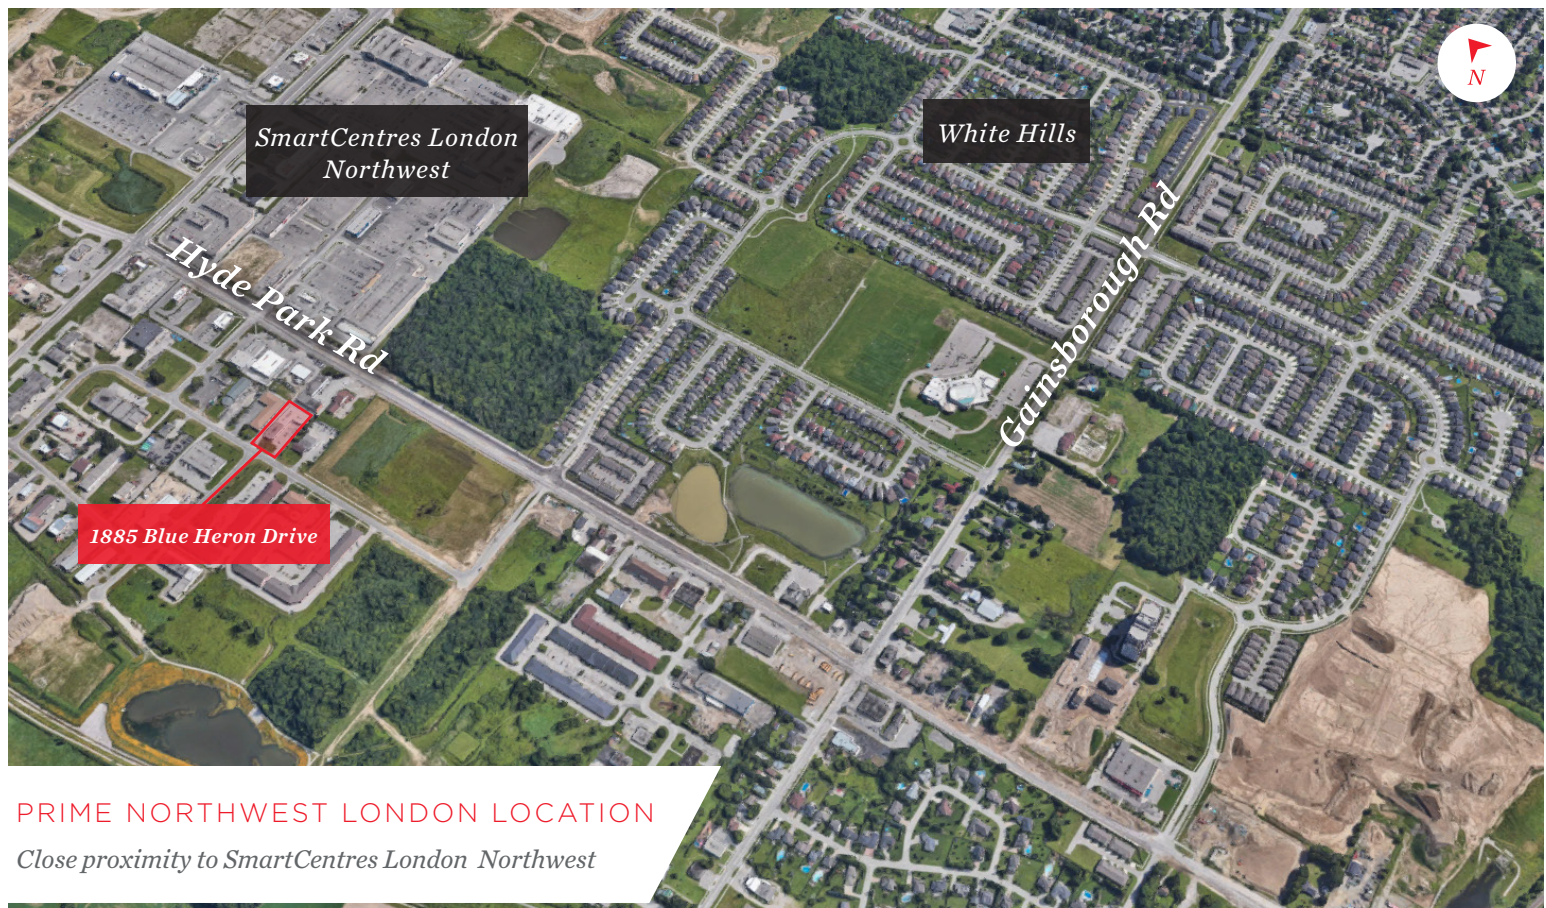 N
SmartCentres London
Northwest
White Hills
Hyde Park Rd
Gainsborough Rd
1885 Blue Heron Drive
PRIME NORTHWEST LONDON LOCATION
Close proximity to SmartCentres London Northwest